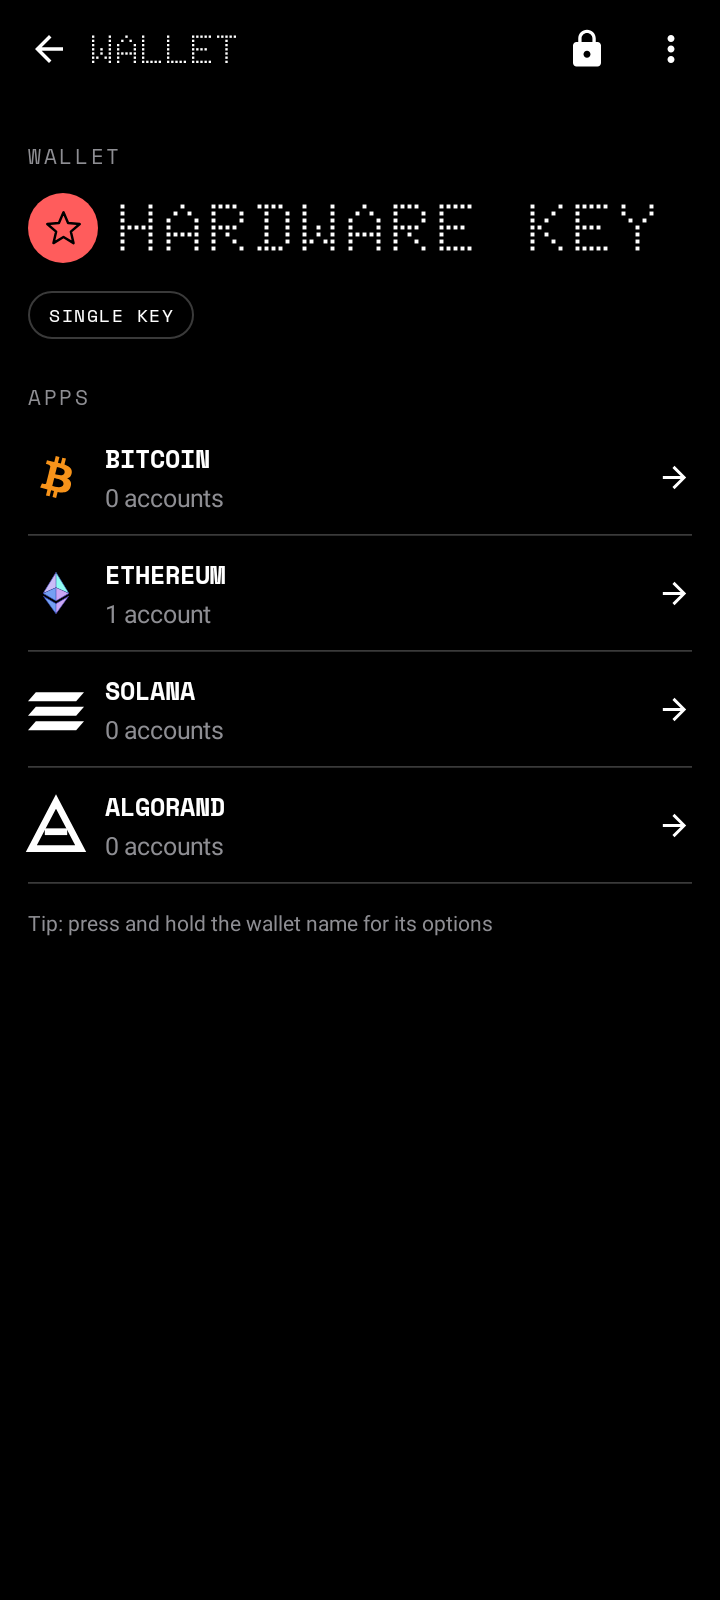 WALLET
WALLET
HARDWARE KEY
SINGLE KEY
APPS
BITCOIN
0 accounts
ETHEREUM
1 account
SOLANA
0 accounts
ALGORAND
0 accounts
Tip: press and hold the wallet name for its options